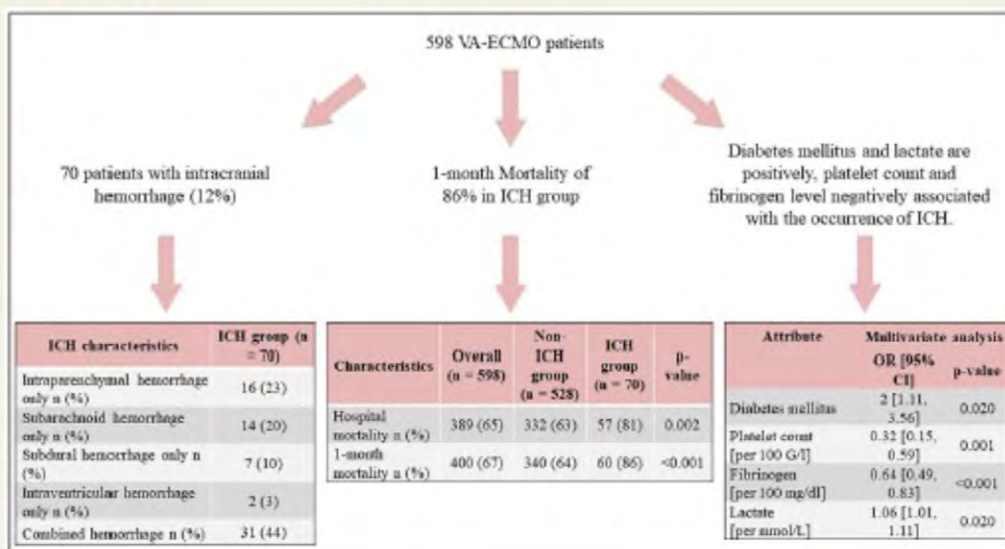 598 VA-ECMO patients
70 patients with intracranial
hemorrhage (12%)
1-month Mortality of
86% in ICH group
Diabetes mellitus and lactate are
positively, platelet count and
fibrinogen level negatively associated
with the occurrence of ICH.
ICH characteristics
ICH group (n
= 70)
Intraparenchymal hemorrhage
only n (%)
16 (23)
Subarachnoid hemorrhage
only n (%)
14 (20)
Subdural hemorrhage only n
(%)
7 (10)
Intraventricular hemorrhage
only n (%)
2 (3)
Combined hemorrhage n (%)
31 (44)
Characteristics
Overall
(n = 598)
Non-
ICH
group
(n = 528)
ICH
group
(n = 70)
p-
value
Hospital
mortality n (%)
389 (65)
332 (63)
57 (81)
0.002
1-month
mortality n (%)
400 (67)
340 (64)
60 (86)
<0.001
Attribute
Multivariate analysis
OR [95%
CI]
p-value
Diabetes mellitus
2 [1.11,
3.56]
0.020
Platelet count
[per 100 G/l]
0.32 [0.15,
0.59]
0.001
Fibrinogen
[per 100 mg/dl]
0.64 [0.49,
0.83]
<0.001
Lactate
[per mmol/L]
1.06 [1.01,
1.11]
0.020